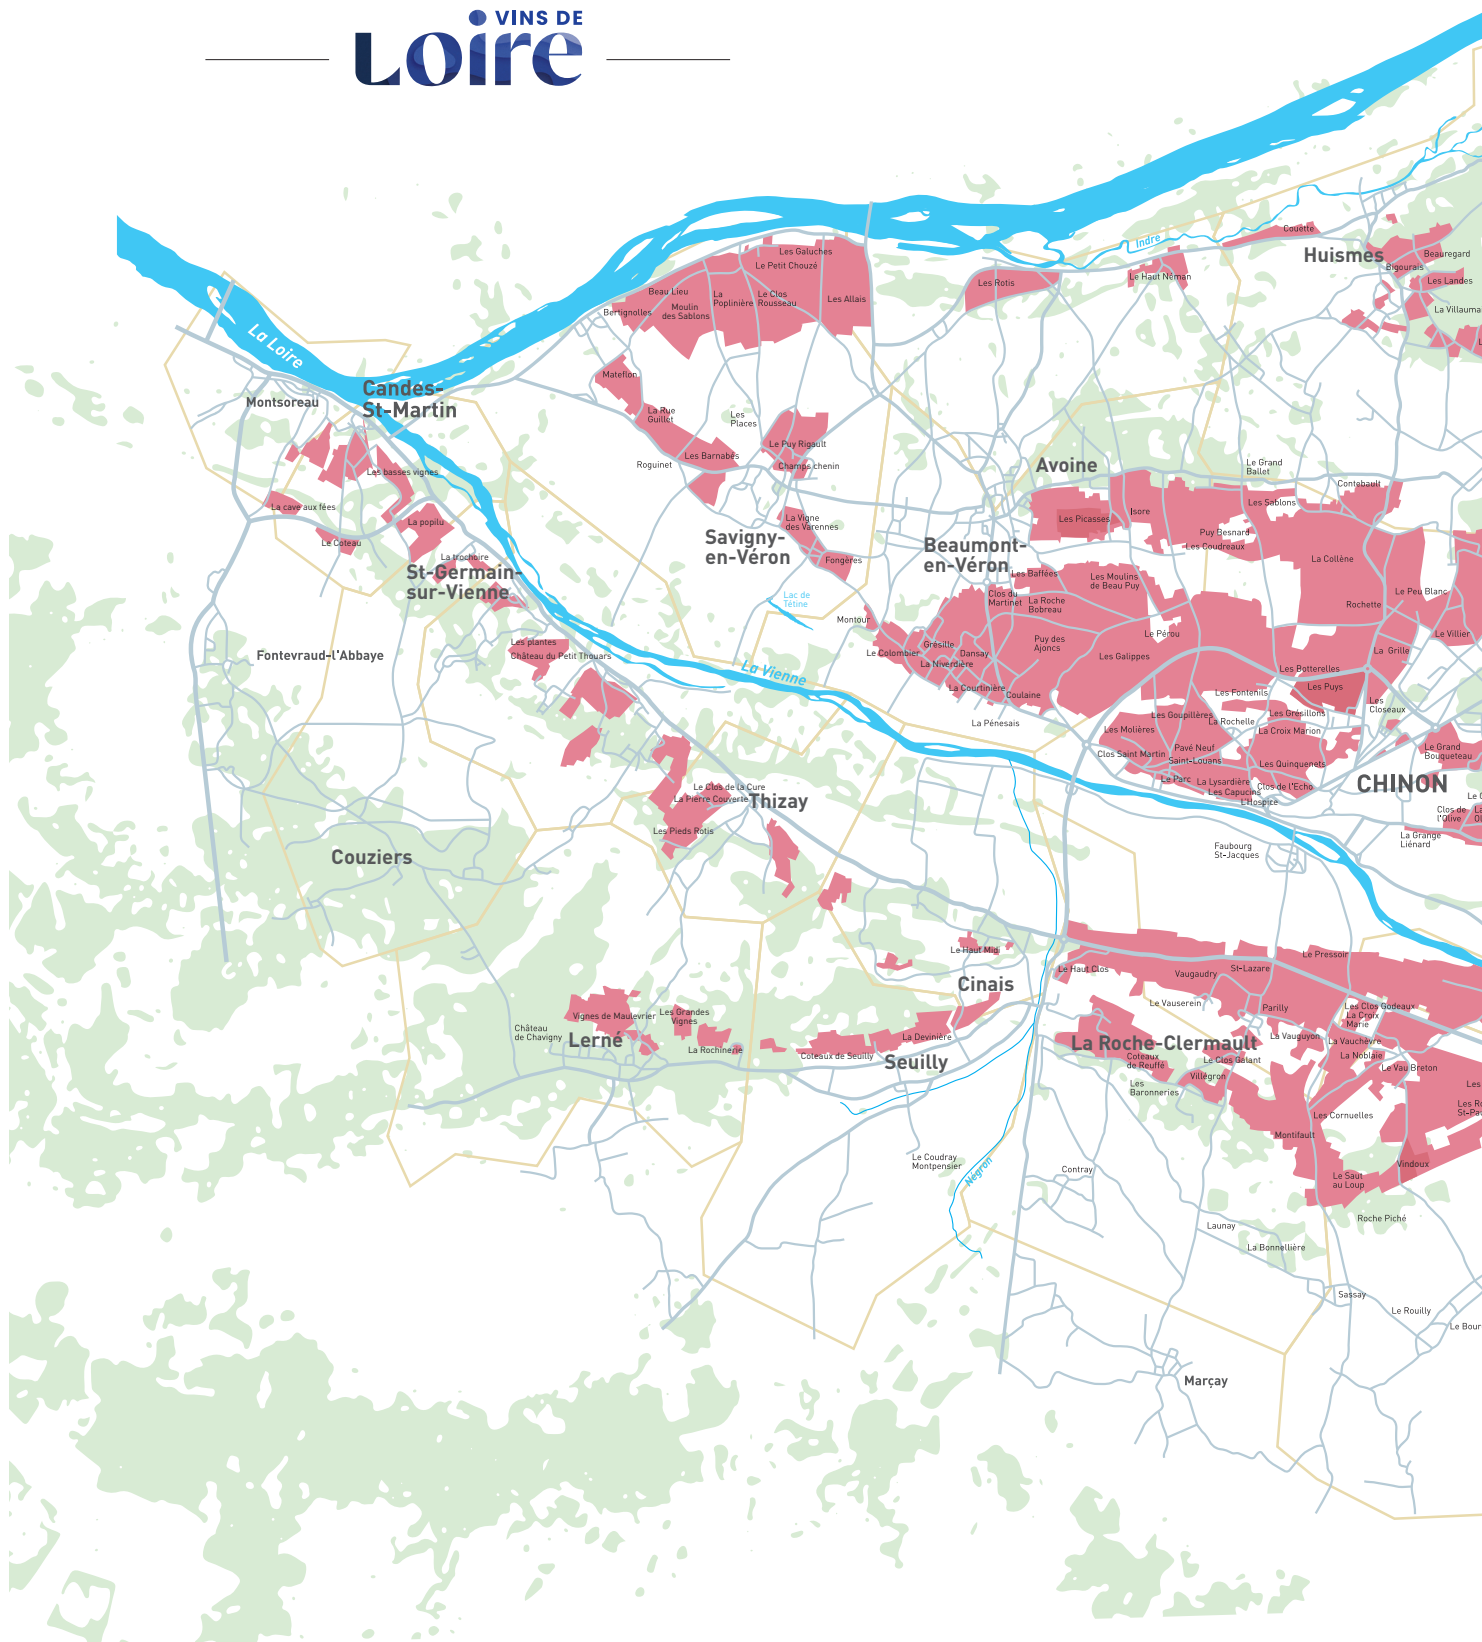 VINS DE
Loire
La Loire
Indre
Couette
Huismes
Beauregard
Bigourais
Les Landes
Le Haut Néman
Les Galuches
Le Petit Chouzé
Les Rotis
Beau Lieu
La
Poplinière
Le Clos
Rousseau
Les Allais
Moulin
des Sablons
Bertignolles
Candes-
St-Martin
Montsoreau
Matefion
La Rue
Guillet
Les
Places
Le Puy Rigault
Les Barnabés
Champs chenin
Roguinet
Les basses vignes
La cave aux fées
La popilu
Le Coteau
La trochoire
St-Germain-
sur-Vienne
Savigny-
en-Véron
La Vigne
des Varennes
Fongères
Lac de
Tétine
Montour
Avoine
Beaumont-
en-Véron
Le Grand
Ballet
Contebault
Les Sablons
Les Picasses
Isore
Puy Besnard
Les Coudreaux
La Collène
Les Baffées
Les Moulins
de Beau Puy
Clos du
Martinet
La Roche
Bobreau
Rochette
Le Peu Blanc
Le Villier
Le Pérou
Puy des
Ajoncs
Grésille
Dansay
Le Colombier
La Niverdière
Les Galippes
La Grille
Les Botterelles
Les Puys
La Courtinière
Coulaine
Les Fontenils
Les
Closeaux
La Pénesais
Les Goupillères
La Rochelle
Les Grésillons
Les Molières
La Croix Marion
Clos Saint Martin
Pavé Neuf
Saint-Louans
Les Quinquenets
Le Grand
Bouqueteau
Le Parc
La Lysardière
Les Capucins
Clos de l'Echo
L'Hospice
CHINON
Clos de
l'Olive
La Grange
Liénard
Faubourg
St-Jacques
Les plantes
Château du Petit Thouars
Fontevraud-l'Abbaye
La Vienne
Le Clos de la Cure
La Pierre Couverte
Thizay
Les Pieds Rotis
Couziers
Le Haut Midi
Cinais
Le Haut Clos
Vaugaudry
St-Lazare
Le Pressoir
Le Vauserein
Parilly
Les Clos Godeaux
La Croix
Marie
La Roche-Clermault
La Vauguyon
La Vauchèvre
La Noblaie
Le Vau Breton
Coteaux
de Reuffé
Le Clos Galant
Villégron
Les
Baronneries
Les Cornuelles
Montifault
Vindoux
Le Saut
au Loup
Roche Piché
Vignes de Maulevrier
Les Grandes
Vignes
Château
de Chavigny
Lerné
La Rochinerie
Coteaux de Seuilly
La Devinière
Seuilly
Le Coudray
Montpensier
Négron
Contray
Launay
La Bonnellière
Sassay
Le Rouilly
Marçay